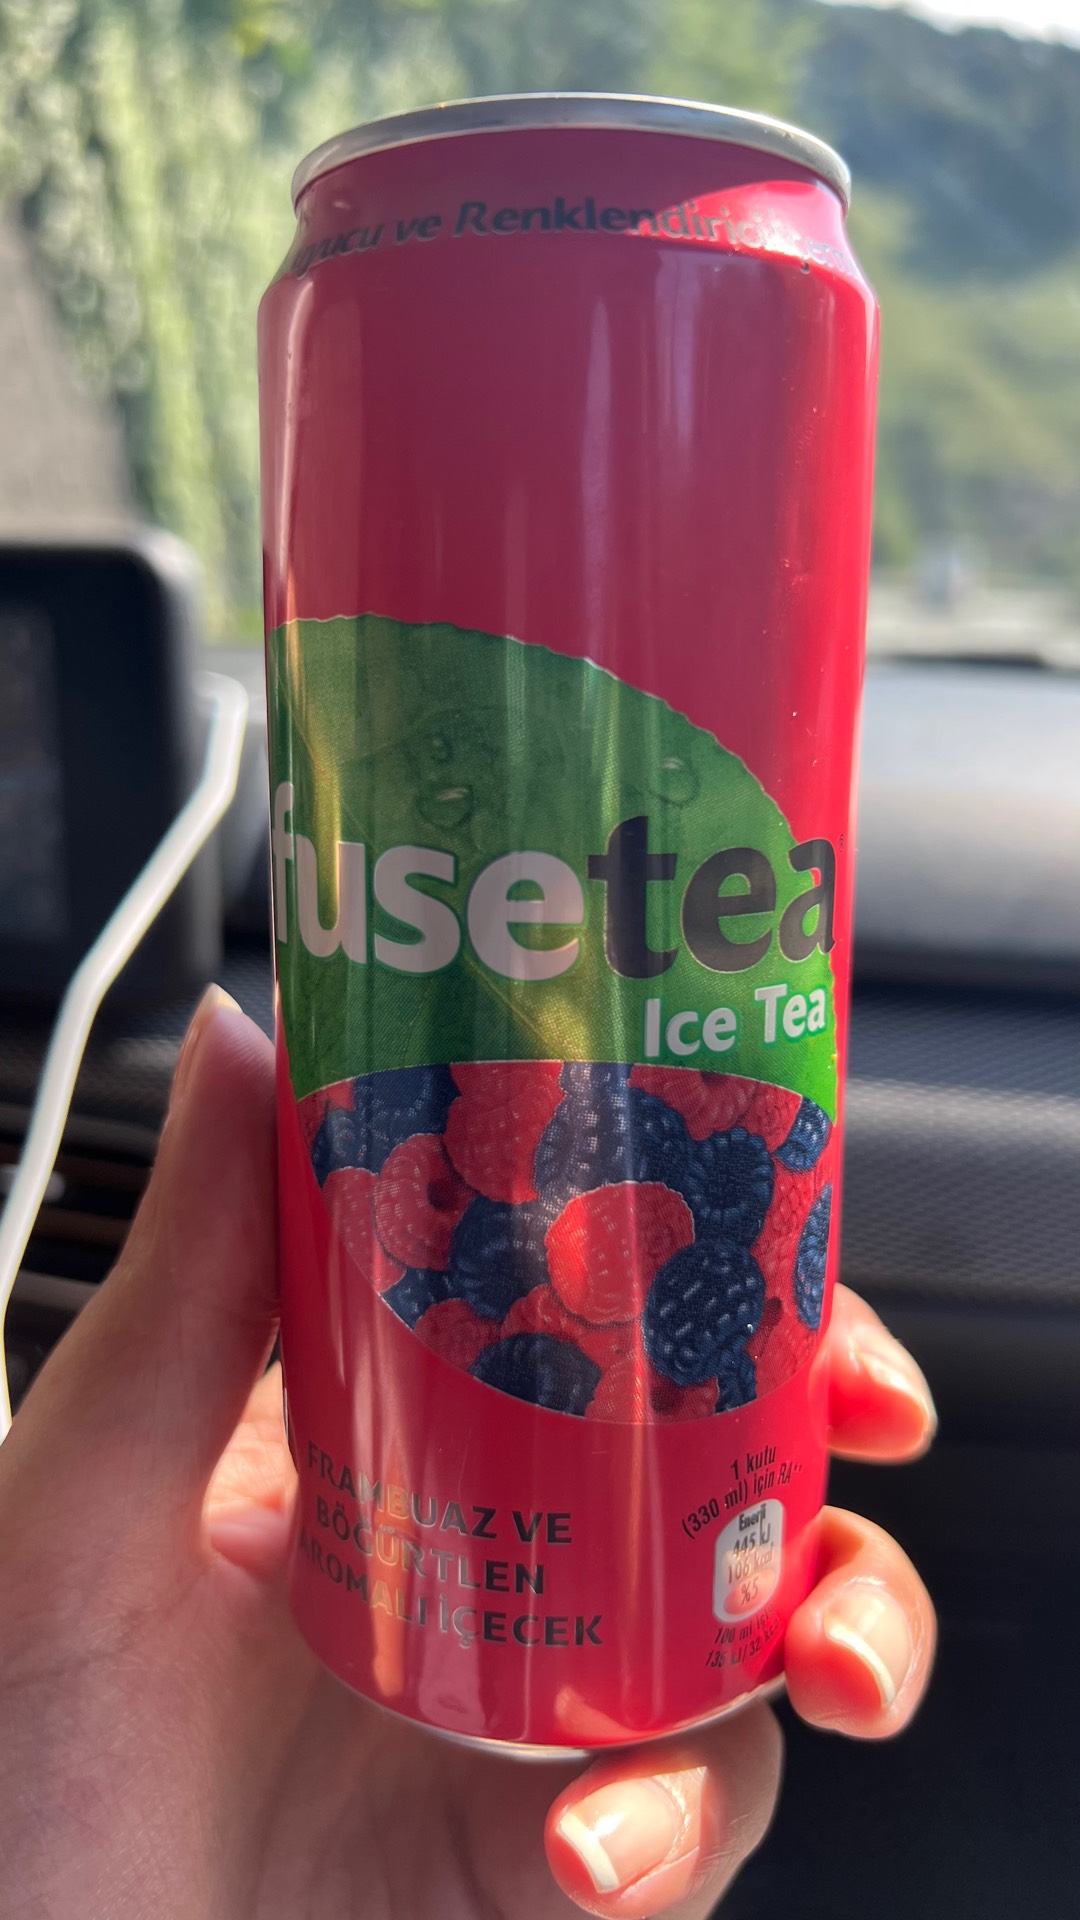 ve Renklendirici
fusetea
Ice Tea
FRAMBUAZ VE
BÖĞÜRTLEN
AROMALI İÇECEK
1 kutu
(330 ml) için RA*
Enerji
445 kJ
106 kcal
%5
100 ml